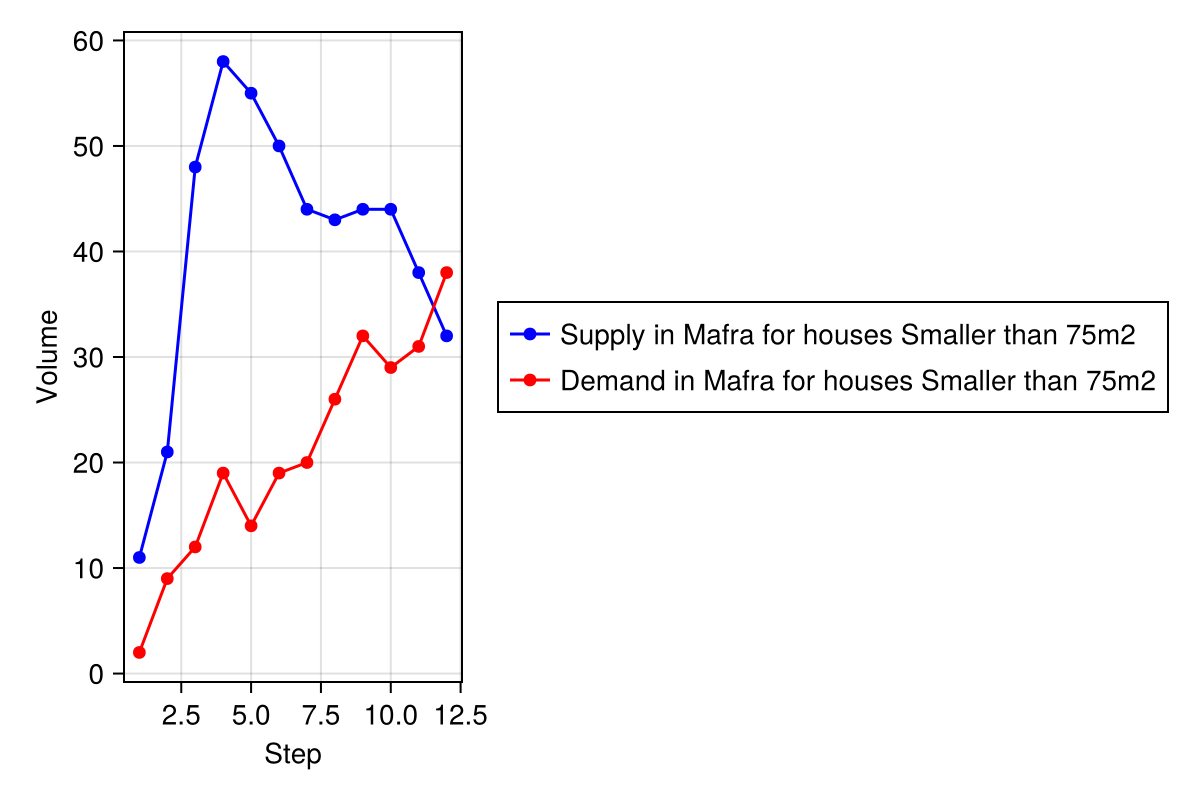 60
50
40
30
20
10
0
Volume
2.5 5.0 7.5 10.0 12.5
Step
Supply in Mafra for houses Smaller than 75m2
Demand in Mafra for houses Smaller than 75m2